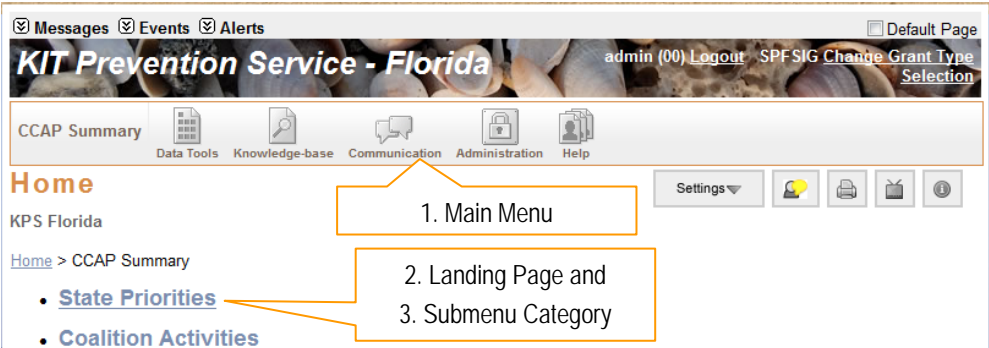 Messages Events Alerts Default Page
KIT Prevention Service - Florida admin (00) Logout SPFSIG Change Grant Type
Selection
CCAP Summary Data Tools Knowledge-base Communication Administration Help
Home Settings
1. Main Menu
KPS Florida
Home > CCAP Summary
2. Landing Page and
• State Priorities
3. Submenu Category
• Coalition Activities